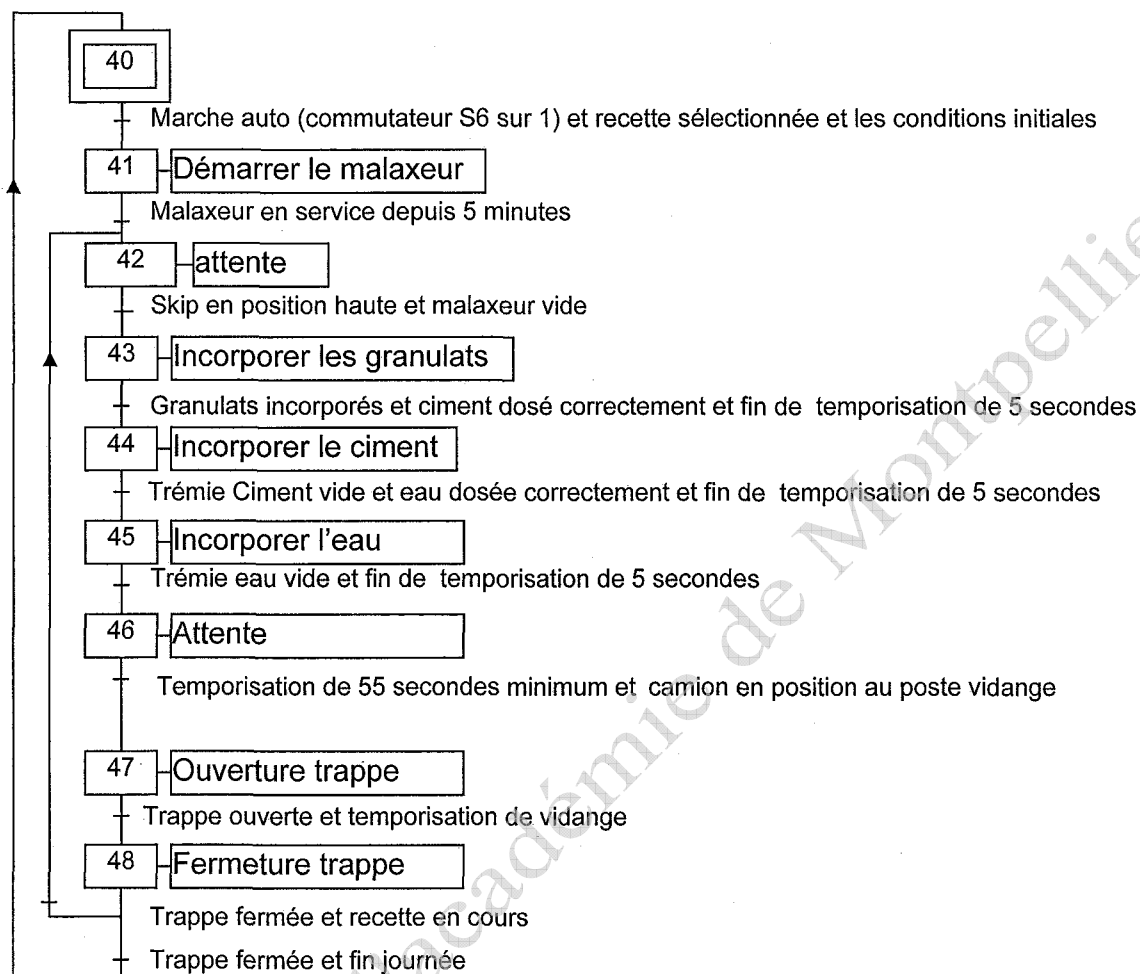 40
Marche auto (commutateur S6 sur 1) et recette sélectionnée et les conditions initiales
41 Démarrer le malaxeur
Malaxeur en service depuis 5 minutes
42 attente
Skip en position haute et malaxeur vide
43 Incorporer les granulats
Granulats incorporés et ciment dosé correctement et fin de temporisation de 5 secondes
44 Incorporer le ciment
Trémie Ciment vide et eau dosée correctement et fin de temporisation de 5 secondes
45 Incorporer l'eau
Trémie eau vide et fin de temporisation de 5 secondes
46 Attente
Temporisation de 55 secondes minimum et camion en position au poste vidange
47 Ouverture trappe
Trappe ouverte et temporisation de vidange
48 Fermeture trappe
Trappe fermée et recette en cours
Trappe fermée et fin journée
académie de Montpellie